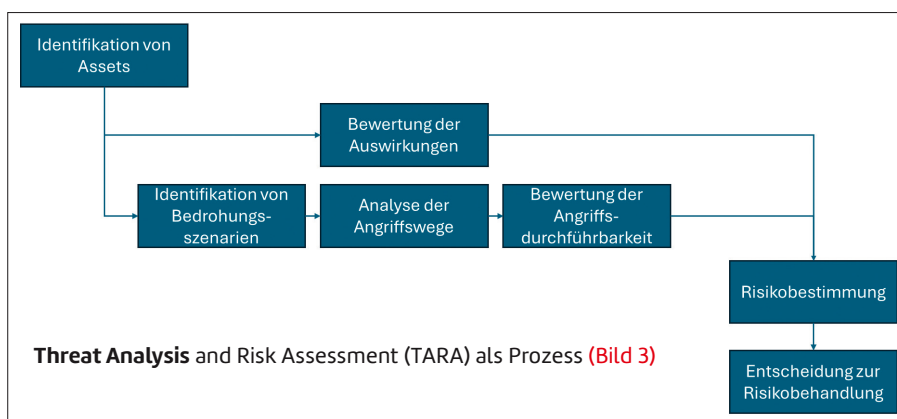 Identifikation von
Assets
Bewertung der
Auswirkungen
Identifikation von
Bedrohungs-
szenarien
Analyse der
Angriffswege
Bewertung der
Angriffs-
durchführbarkeit
Risikobestimmung
Threat Analysis and Risk Assessment (TARA) als Prozess (Bild 3)
Entscheidung zur
Risikobehandlung